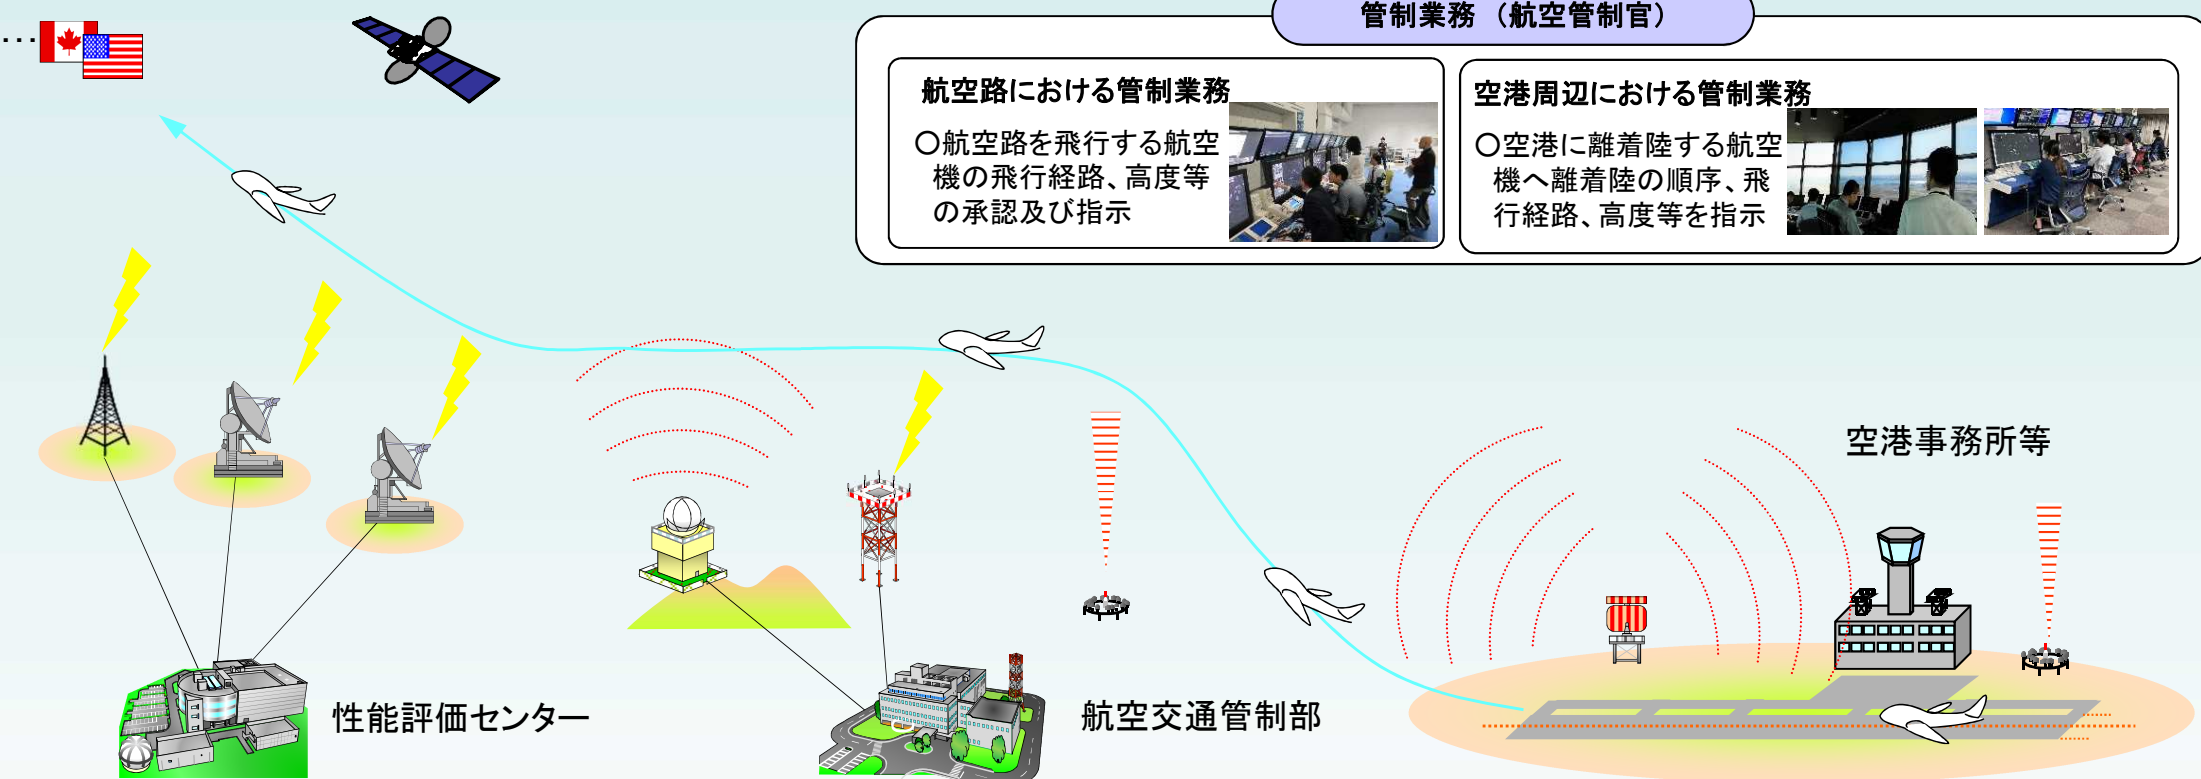 …
管制業務 （航空管制官）
航空路における管制業務
○航空路を飛行する航空
機の飛行経路、高度等
の承認及び指示
空港周辺における管制業務
○空港に離着陸する航空
機へ離着陸の順序、飛
行経路、高度等を指示
空港事務所等
性能評価センター
航空交通管制部